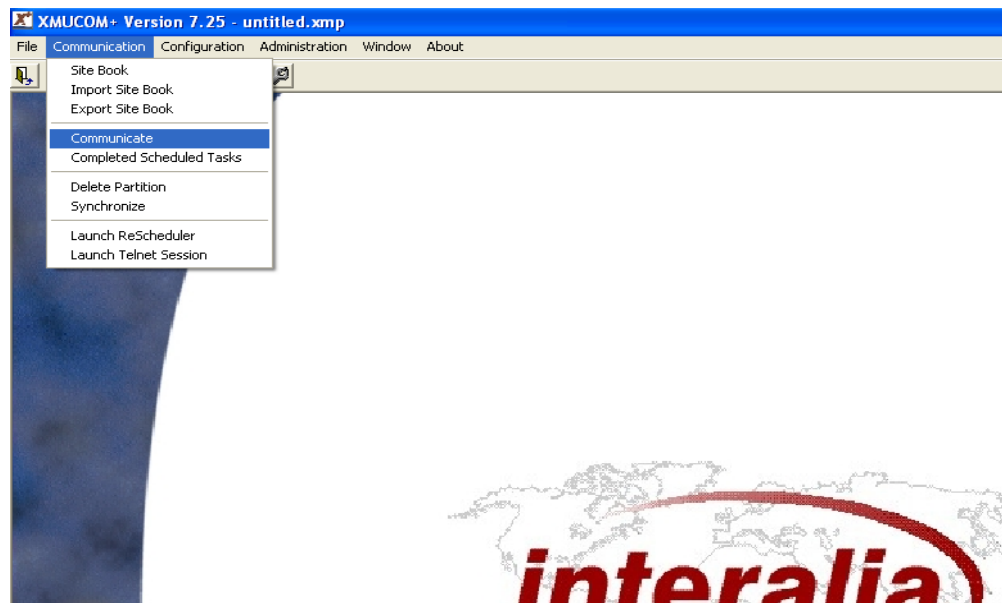 XMUCOM+ Version 7.25 - untitled.xmp
File Communication Configuration Administration Window About
Site Book
Import Site Book
Export Site Book
Communicate
Completed Scheduled Tasks
Delete Partition
Synchronize
Launch ReScheduler
Launch Telnet Session
interalia